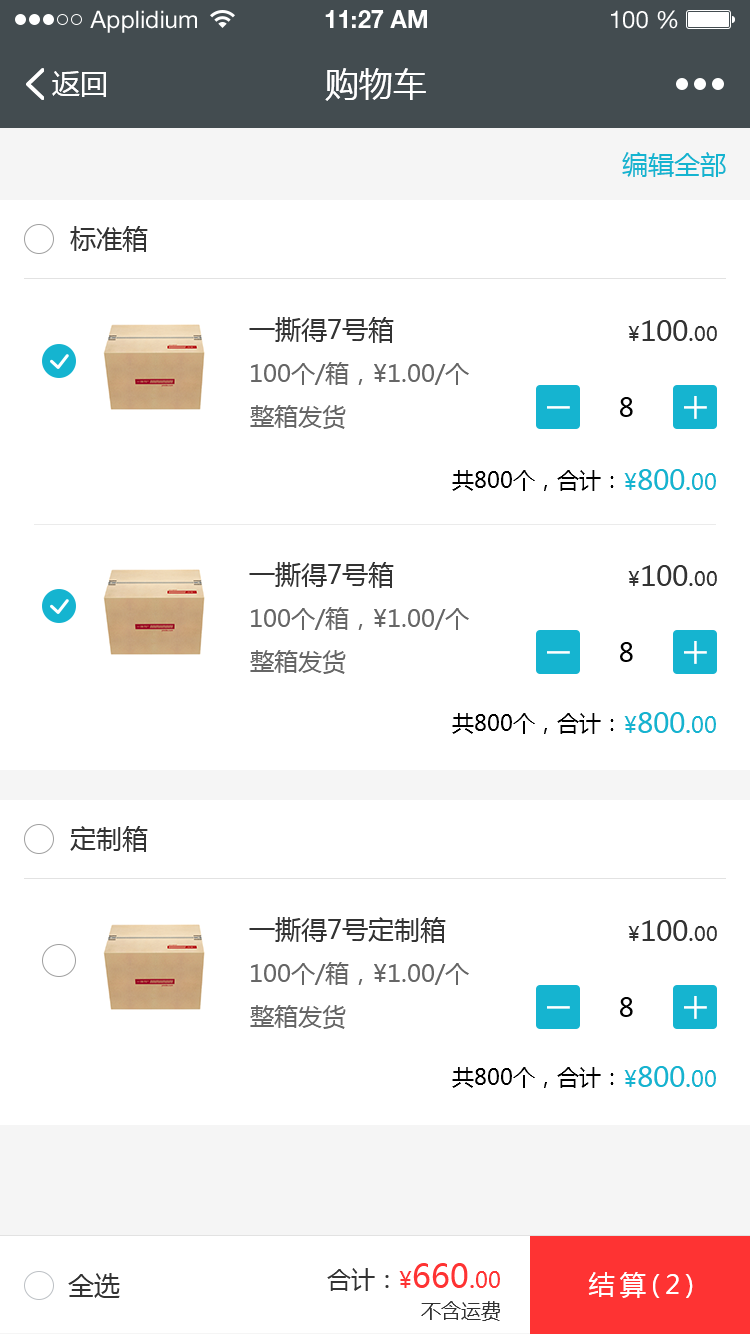 Applidium 11:27 AM 100 %
返回 购物车
编辑全部
标准箱
一撕得7号箱 ¥100.00
100个/箱，¥1.00/个
8
整箱发货
共800个，合计：¥800.00
一撕得7号箱 ¥100.00
100个/箱，¥1.00/个
8
整箱发货
共800个，合计：¥800.00
定制箱
一撕得7号定制箱 ¥100.00
100个/箱，¥1.00/个
8
整箱发货
共800个，合计：¥800.00
全选 合计：¥660.00 结算(2)
不含运费